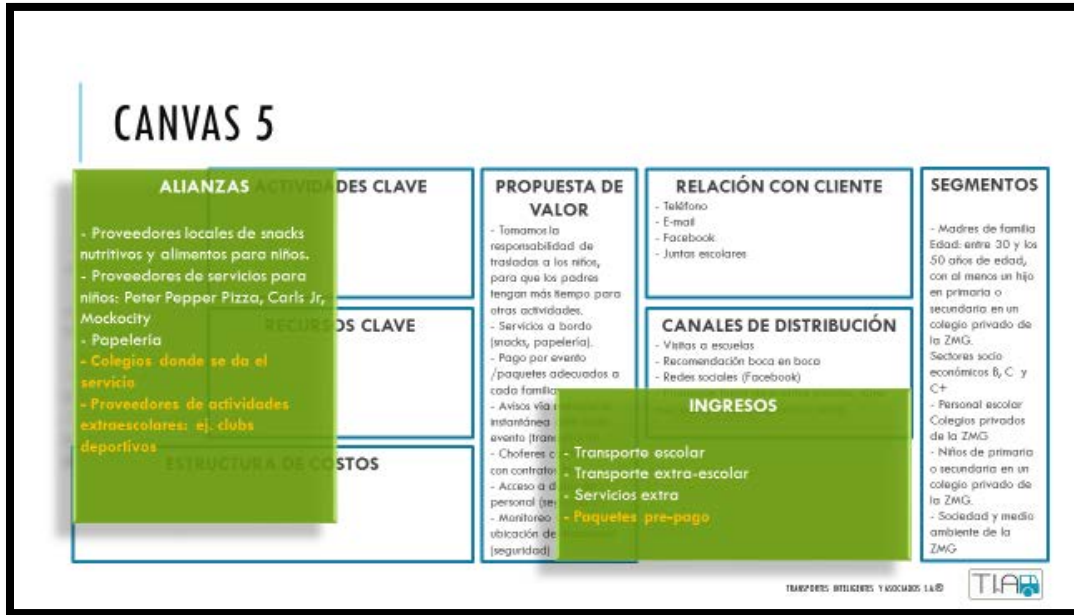 CANVAS 5
ALIANZAS
- Proveedores locales de snacks
nutritivos y alimentos para niños.
- Proveedores de servicios para
niños: Peter Pepper Pizza, Carls Jr,
Mockocity
- Papelería
- Colegios donde se da el
servicio
- Proveedores de actividades
extraescolares: ej. clubs
deportivos
ACTIVIDADES CLAVE
RECURSOS CLAVE
ESTRUCTURA DE COSTOS
PROPUESTA DE
VALOR
- Tomamos la
responsabilidad de
trasladas a los niños,
para que los padres
tengan más tiempo para
otras actividades.
- Servicios a bordo
(snacks, papelería).
- Pago por evento
/paquetes adecuados a
cada familia
- Avisos vía
instantánea
evento
- Choferes
con contratos
- Acceso a
personal
- Monitoreo
ubicación de
(seguridad)
RELACIÓN CON CLIENTE
- Teléfono
- E-mail
- Facebook
- Juntas escolares
CANALES DE DISTRIBUCIÓN
- Visitas a escuelas
- Recomendación boca en boca
- Redes sociales (Facebook)
INGRESOS
- Transporte escolar
- Transporte extra-escolar
- Servicios extra
- Paquetes pre-pago
SEGMENTOS
- Madres de familia
Edad: entre 30 y los
50 años de edad,
con al menos un hijo
en primaria o
secundaria en un
colegio privado de
la ZMG.
Sectores socio
económicos B, C y
C+
- Personal escolar
Colegios privados
de la ZMG
- Niños de primaria
o secundaria en un
colegio privado de
la ZMG.
- Sociedad y medio
ambiente de la
ZMG
TRANSPORTES INTELIGENTES Y ASOCIADOS S.A.®
TIA